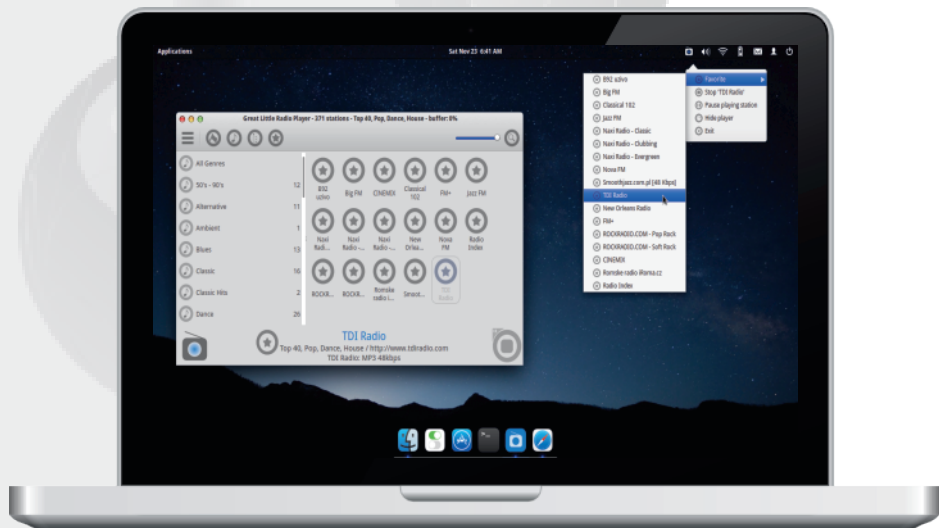 Applications
Sat Nov 23 6:41 AM
Favorite
Stop 'TDI Radio'
Pause playing station
Hide player
Exit
B92 uzivo
Big FM
Classical 102
Jazz FM
Naxi Radio - Classic
Naxi Radio - Clubbing
Naxi Radio - Evergreen
Nova FM
Smoothjazz.com.pl [48 Kbps]
TDI Radio
New Orleans Radio
FM+
ROCKRADIO.COM - Pop Rock
ROCKRADIO.COM - Soft Rock
CINEMIX
Romske radio iRoma.cz
Radio Index
Great Little Radio Player - 371 stations - Top 40, Pop, Dance, House - buffer: 0%
All Genres
50's - 90's 12
Alternative 11
Ambient 1
Blues 13
Classic 16
Classic Hits 2
Dance 26
B92 uzivo
Big FM
CINEMIX
Classical 102
FM+
Jazz FM
Naxi Radi...
Naxi Radio -...
Naxi Radio -...
New Orlea...
Nova FM
Radio Index
ROCKR...
ROCKR...
Romske radio i...
Smoot...
TDI Radio
TDI Radio
Top 40, Pop, Dance, House / http://www.tdiradio.com
TDI Radio: MP3 48kbps